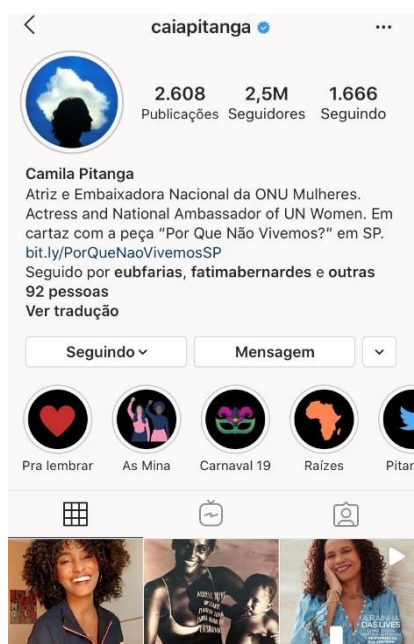 caiapitanga
2.608 2,5M 1.666
Publicações Seguidores Seguindo
Camila Pitanga
Atriz e Embaixadora Nacional da ONU Mulheres.
Actress and National Ambassador of UN Women. Em
cartaz com a peça "Por Que Não Vivemos?" em SP.
bit.ly/PorQueNaoVivemosSP
Seguido por eubfarias, fatimabernardes e outras
92 pessoas
Ver tradução
Seguindo Mensagem
Pra lembrar As Mina Carnaval 19 Raízes Pitan
A RAINHA
DAS LIVES